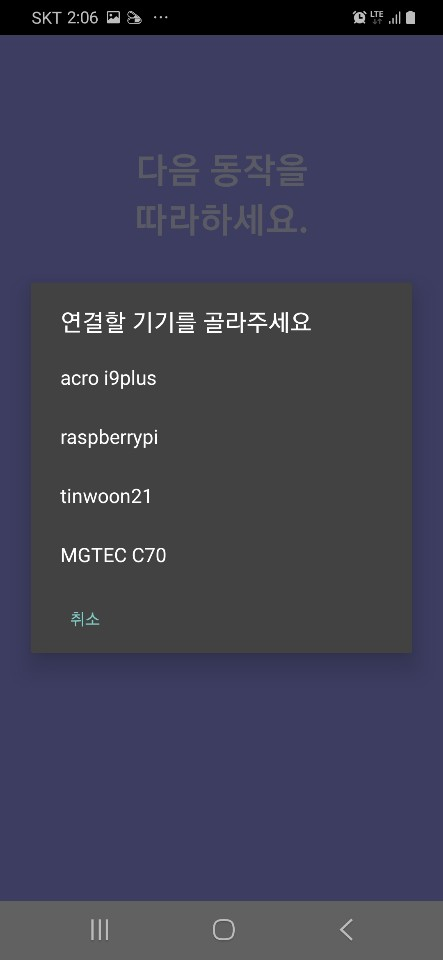 SKT 2:06
LTE
다음 동작을
따라하세요.
연결할 기기를 골라주세요
acro i9plus
raspberrypi
tinwoon21
MGTEC C70
취소